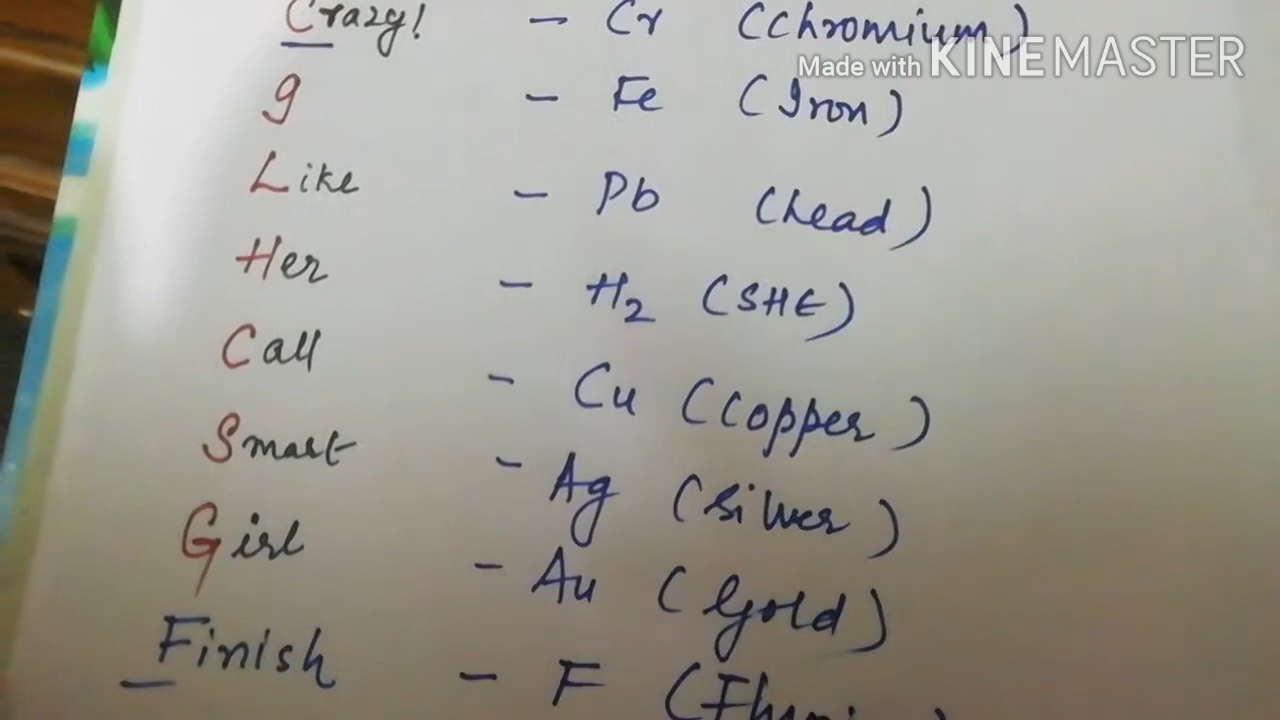 Crazy! - Cr (Chromium)
Made with KINEMASTER
I - Fe (Iron)
Like - Pb (Lead)
Her - H2 (SHE)
Call - Cu (Copper)
Smart - Ag (Silver)
Girl - Au (Gold)
Finish - F